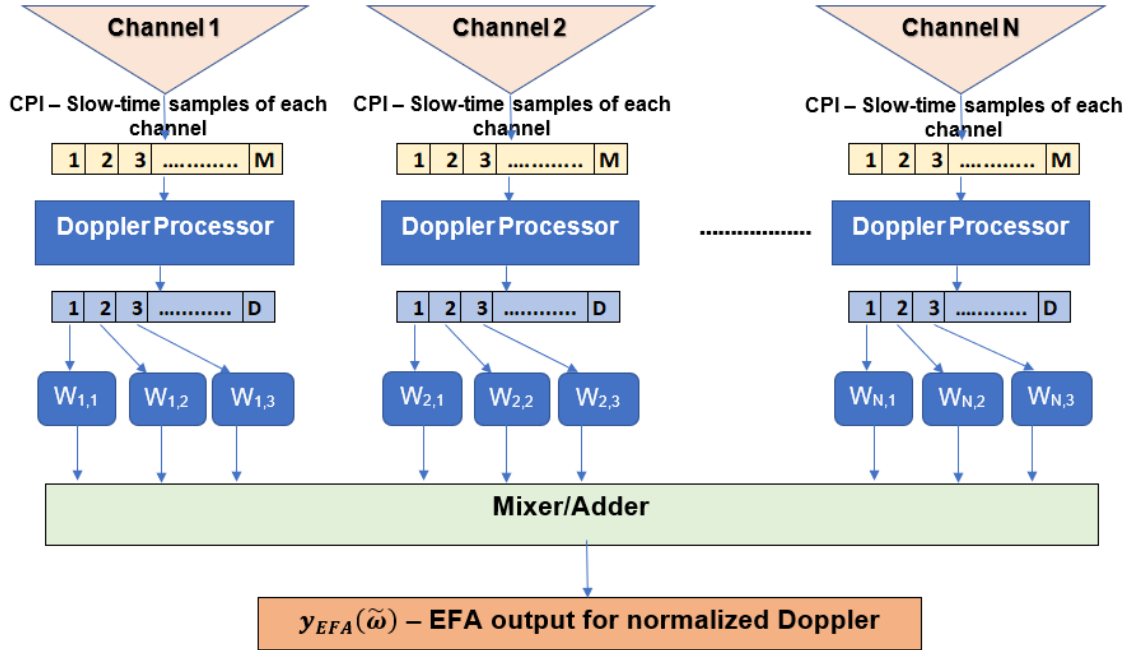 Channel 1
Channel 2
Channel N
CPI – Slow-time samples of each
channel
CPI – Slow-time samples of each
channel
CPI – Slow-time samples of each
channel
1 2 3 ............... M
1 2 3 ............... M
1 2 3 ............... M
Doppler Processor
Doppler Processor
..................
Doppler Processor
1 2 3 ............... D
1 2 3 ............... D
1 2 3 ............... D
W1,1 W1,2 W1,3
W2,1 W2,2 W2,3
WN,1 WN,2 WN,3
Mixer/Adder
y_EFA(ω̃) – EFA output for normalized Doppler